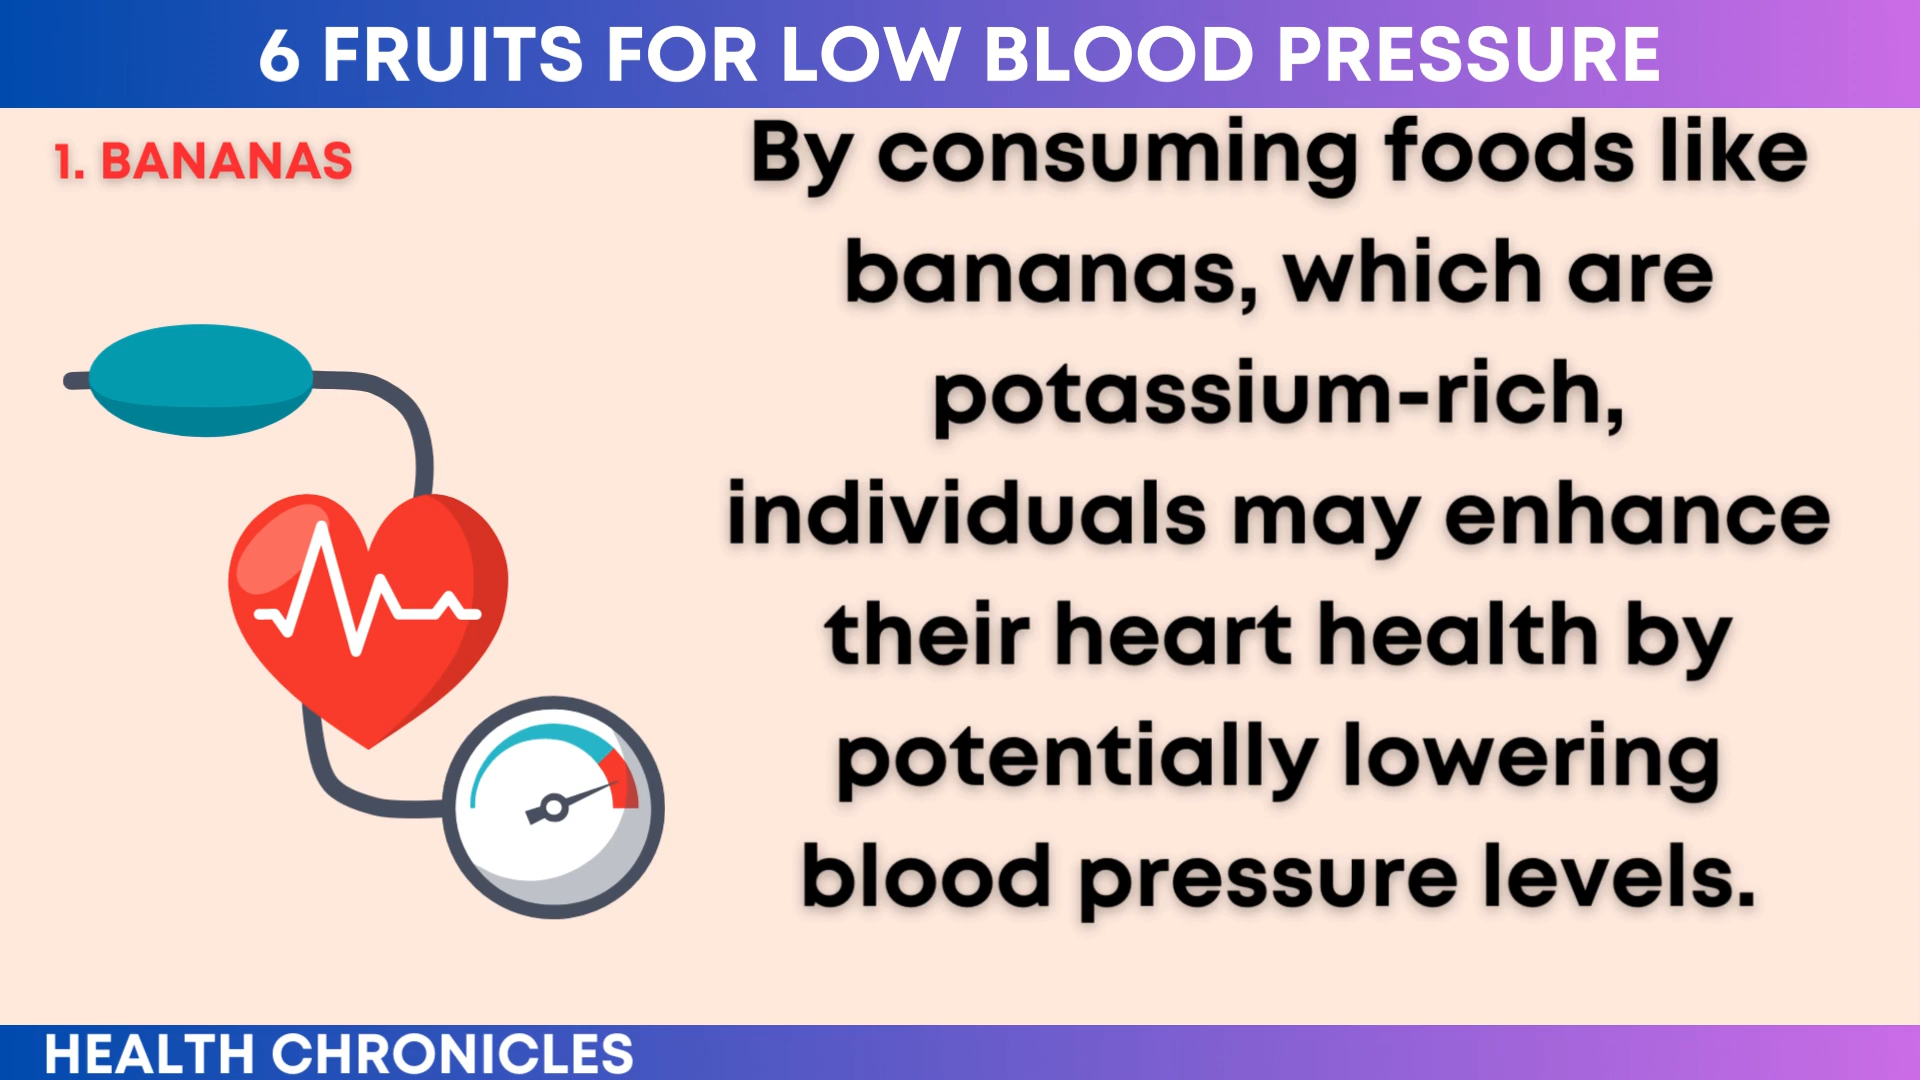 6 FRUITS FOR LOW BLOOD PRESSURE
1. BANANAS
By consuming foods like
bananas, which are
potassium-rich,
individuals may enhance
their heart health by
potentially lowering
blood pressure levels.
HEALTH CHRONICLES